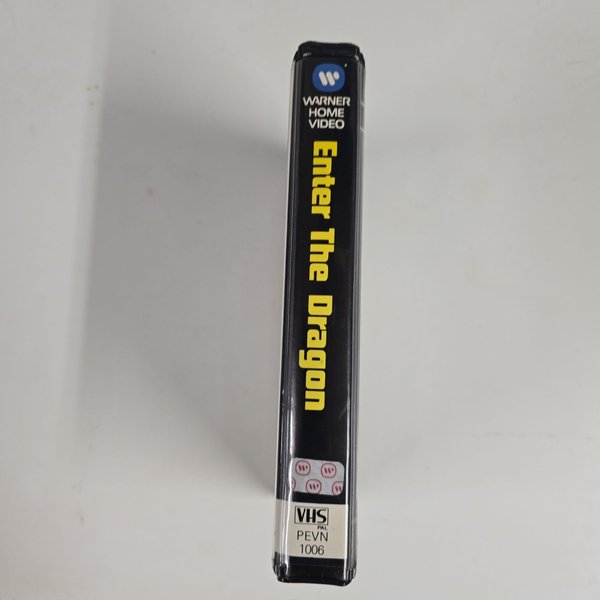 WARNER
HOME
VIDEO
Enter The Dragon
VHS
PAL
PEVN
1006